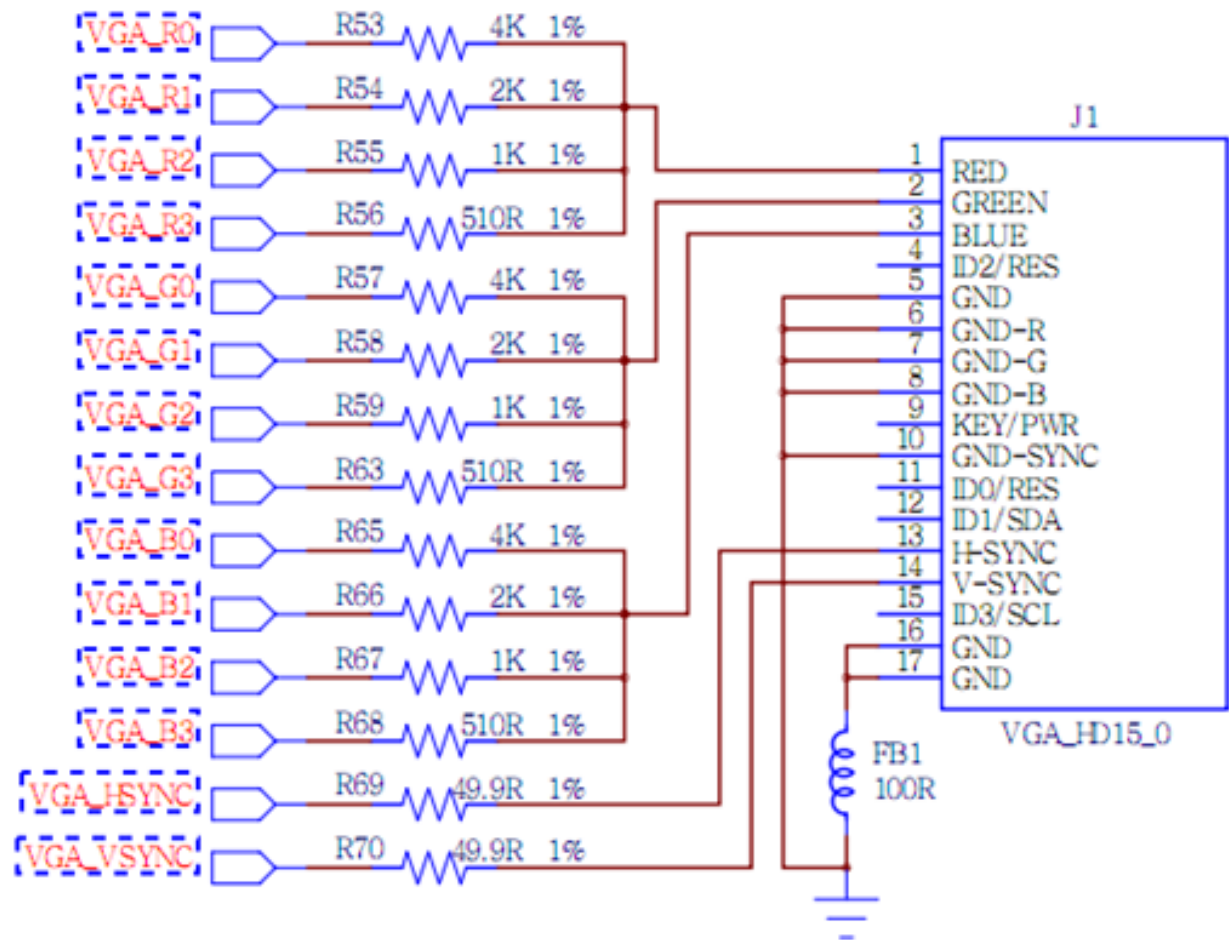 VGA_R0 R53 4K 1%
VGA_R1 R54 2K 1%
VGA_R2 R55 1K 1%
VGA_R3 R56 510R 1%
VGA_G0 R57 4K 1%
VGA_G1 R58 2K 1%
VGA_G2 R59 1K 1%
VGA_G3 R63 510R 1%
VGA_B0 R65 4K 1%
VGA_B1 R66 2K 1%
VGA_B2 R67 1K 1%
VGA_B3 R68 510R 1%
VGA_HSYNC R69 49.9R 1%
VGA_VSYNC R70 49.9R 1%
J1
1 RED
2 GREEN
3 BLUE
4 ID2/RES
5 GND
6 GND-R
7 GND-G
8 GND-B
9 KEY/PWR
10 GND-SYNC
11 ID0/RES
12 ID1/SDA
13 H-SYNC
14 V-SYNC
15 ID3/SCL
16 GND
17 GND
VGA_HD15_0
FB1
100R